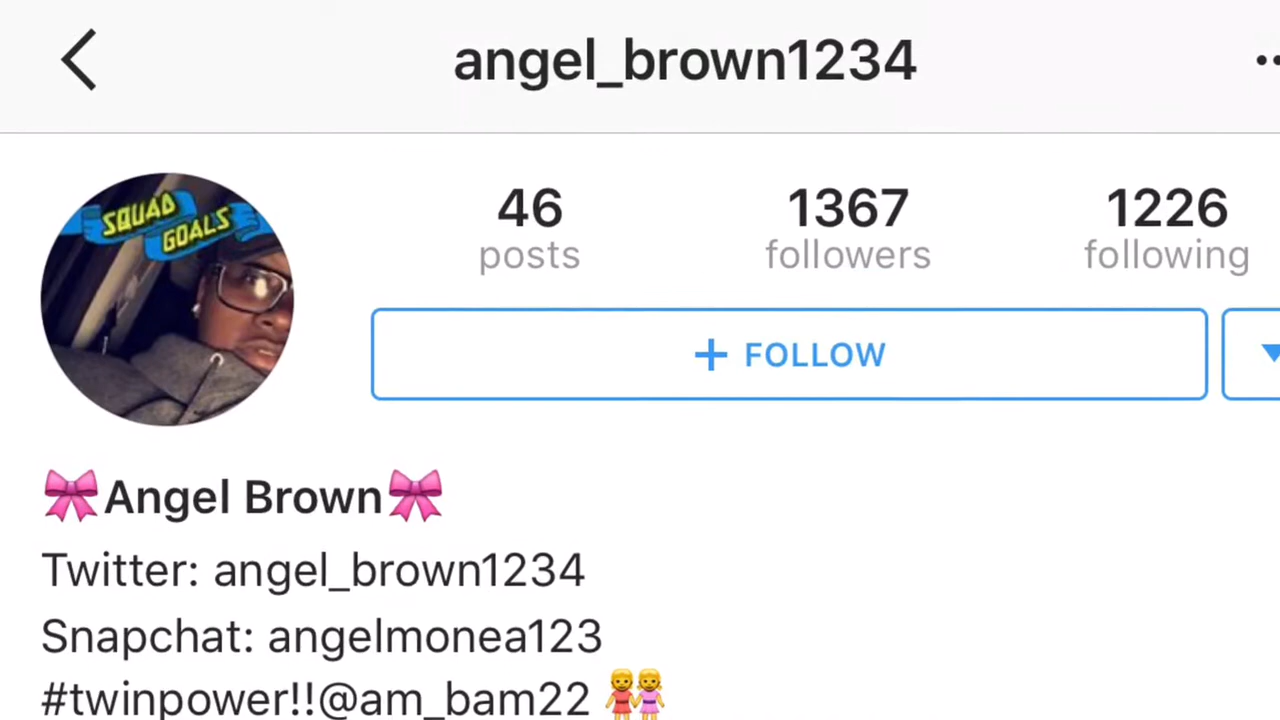 angel_brown1234
SQUAD
GOALS
46 1367 1226
posts followers following
+ FOLLOW
🎀Angel Brown🎀
Twitter: angel_brown1234
Snapchat: angelmonea123
#twinpower!!@am_bam22 👭